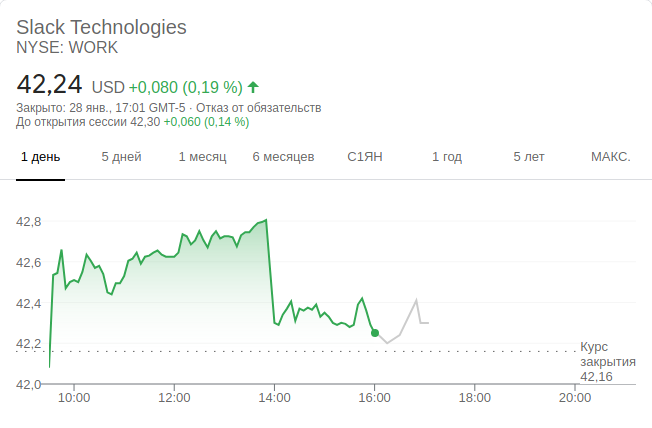 Slack Technologies
NYSE: WORK
42,24 USD +0,080 (0,19 %)
Закрыто: 28 янв., 17:01 GMT-5 · Отказ от обязательств
До открытия сессии 42,30 +0,060 (0,14 %)
1 день 5 дней 1 месяц 6 месяцев С1ЯН 1 год 5 лет МАКС.
42,8
42,6
42,4
42,2
42,0
Курс
закрытия
42,16
10:00 12:00 14:00 16:00 18:00 20:00